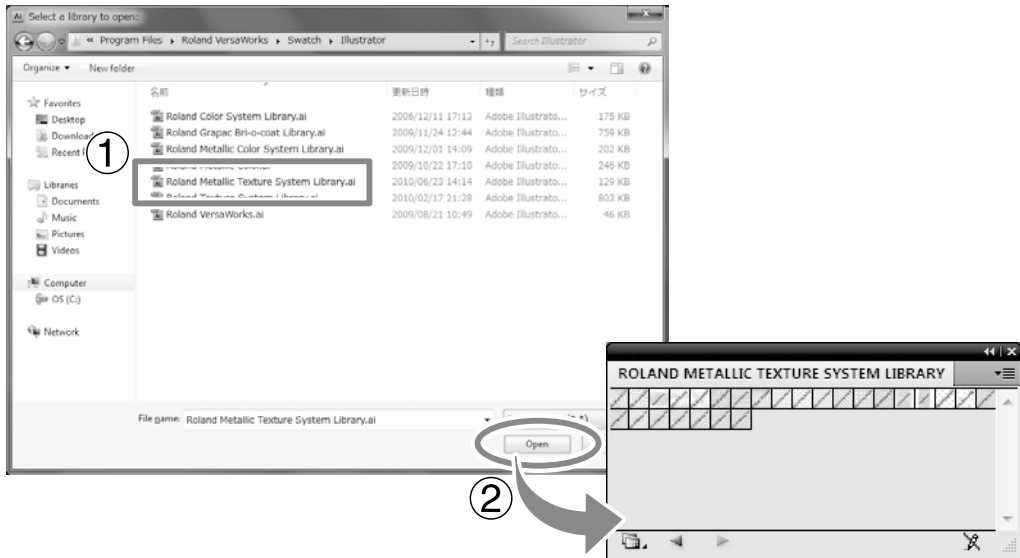 Ai Select a library to open:
« Program Files ▸ Roland VersaWorks ▸ Swatch ▸ Illustrator
Search Illustrator
Organize ▼ New folder
名前 更新日時 種類 サイズ
Favorites
Desktop
Download
Recent
Libraries
Documents
Music
Pictures
Videos
Computer
OS (C:)
Network
①
Roland Color System Library.ai 2006/12/11 17:13 Adobe Illustrato... 175 KB
Roland Grapac Bri-o-coat Library.ai 2009/11/24 12:44 Adobe Illustrato... 759 KB
Roland Metallic Color System Library.ai 2009/12/01 14:09 Adobe Illustrato... 202 KB
2009/10/22 17:10 Adobe Illustrato... 246 KB
Roland Metallic Texture System Library.ai 2010/06/23 14:14 Adobe Illustrato... 129 KB
Roland Texture System Library.ai 2010/02/17 21:28 Adobe Illustrato... 803 KB
Roland VersaWorks.ai 2009/08/21 10:49 Adobe Illustrato... 46 KB
File name: Roland Metallic Texture System Library.ai
Open
②
ROLAND METALLIC TEXTURE SYSTEM LIBRARY